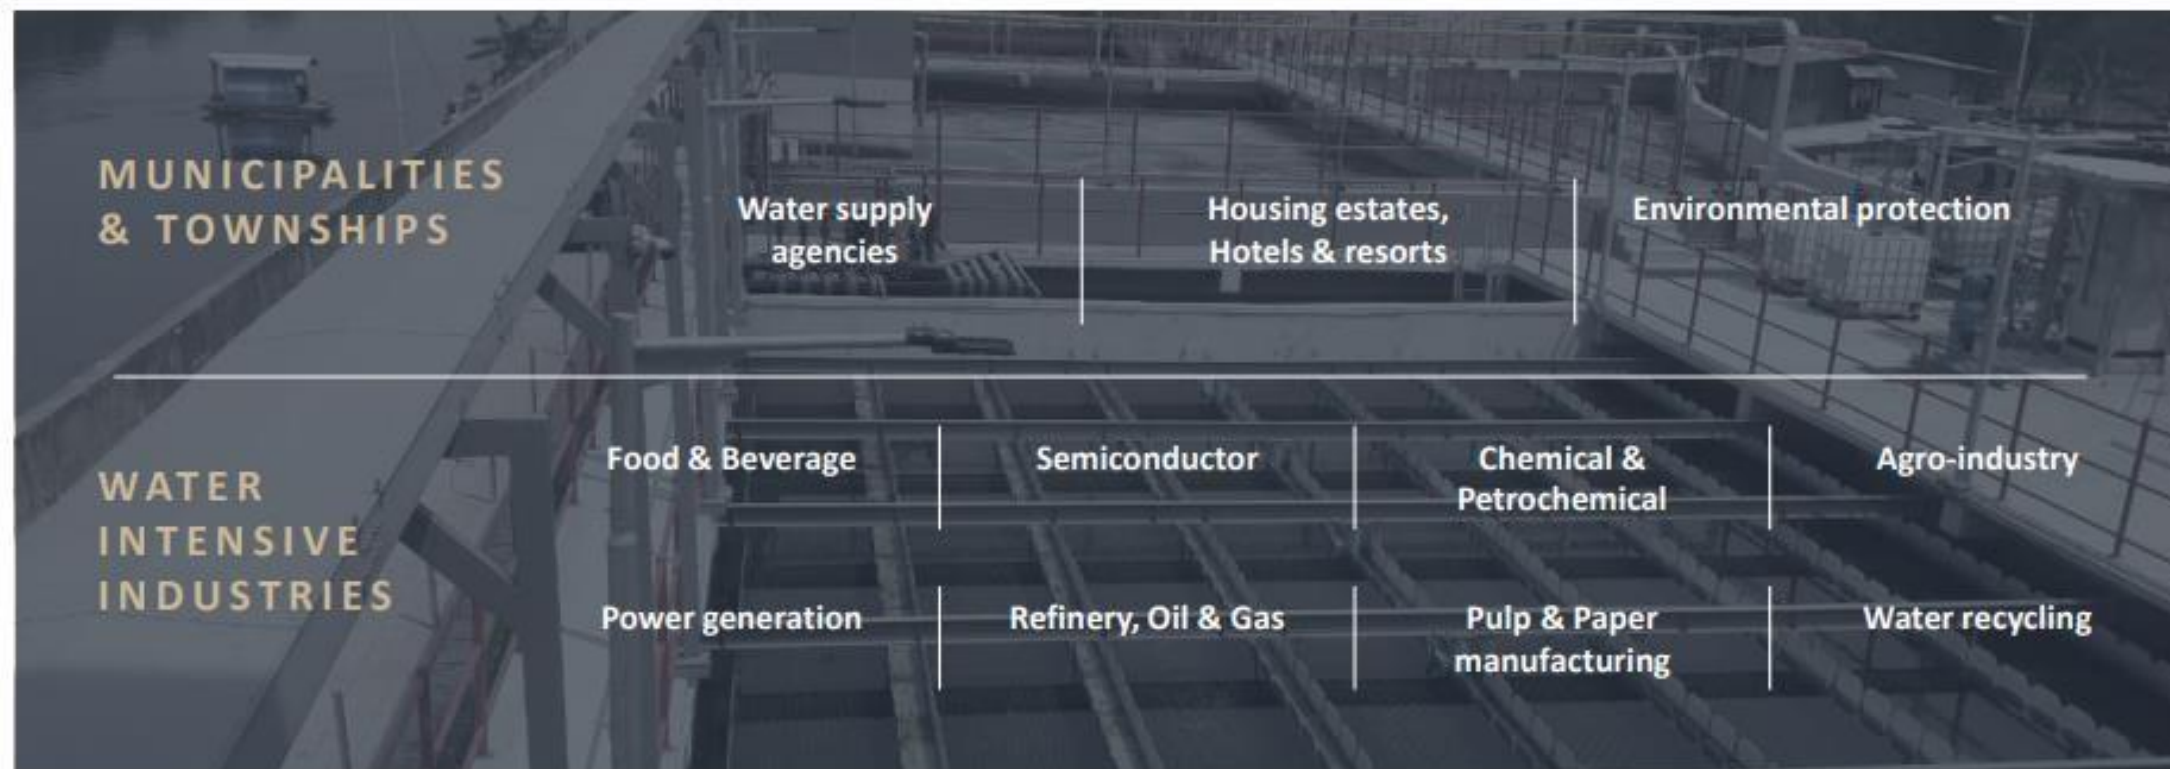 MUNICIPALITIES
& TOWNSHIPS
Water supply
agencies
Housing estates,
Hotels & resorts
Environmental protection
WATER
INTENSIVE
INDUSTRIES
Food & Beverage
Semiconductor
Chemical &
Petrochemical
Agro-industry
Power generation
Refinery, Oil & Gas
Pulp & Paper
manufacturing
Water recycling